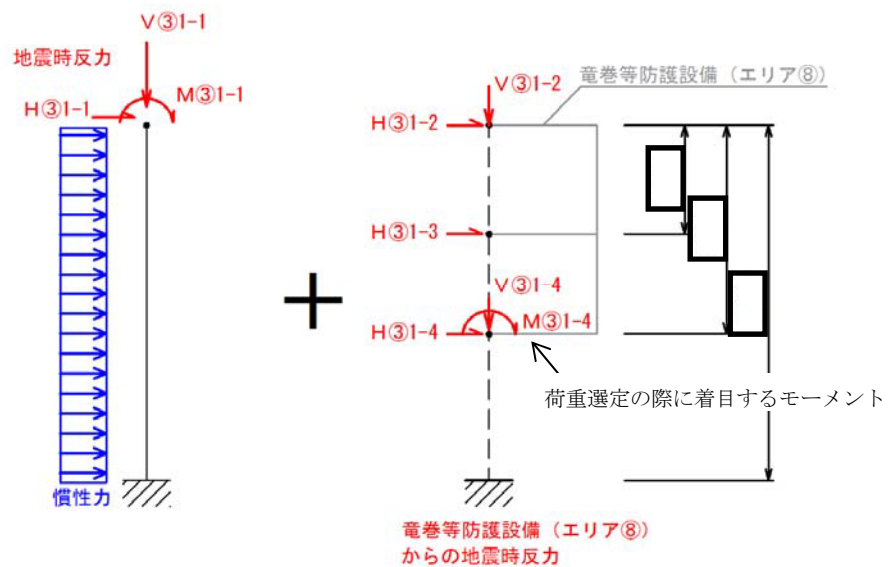 V③1-1
地震時反力
M③1-1
H③1-1
慣性力
竜巻等防護設備（エリア⑧）
V③1-2
H③1-2
H③1-3
V③1-4
M③1-4
H③1-4
荷重選定の際に着目するモーメント
竜巻等防護設備（エリア⑧）
からの地震時反力